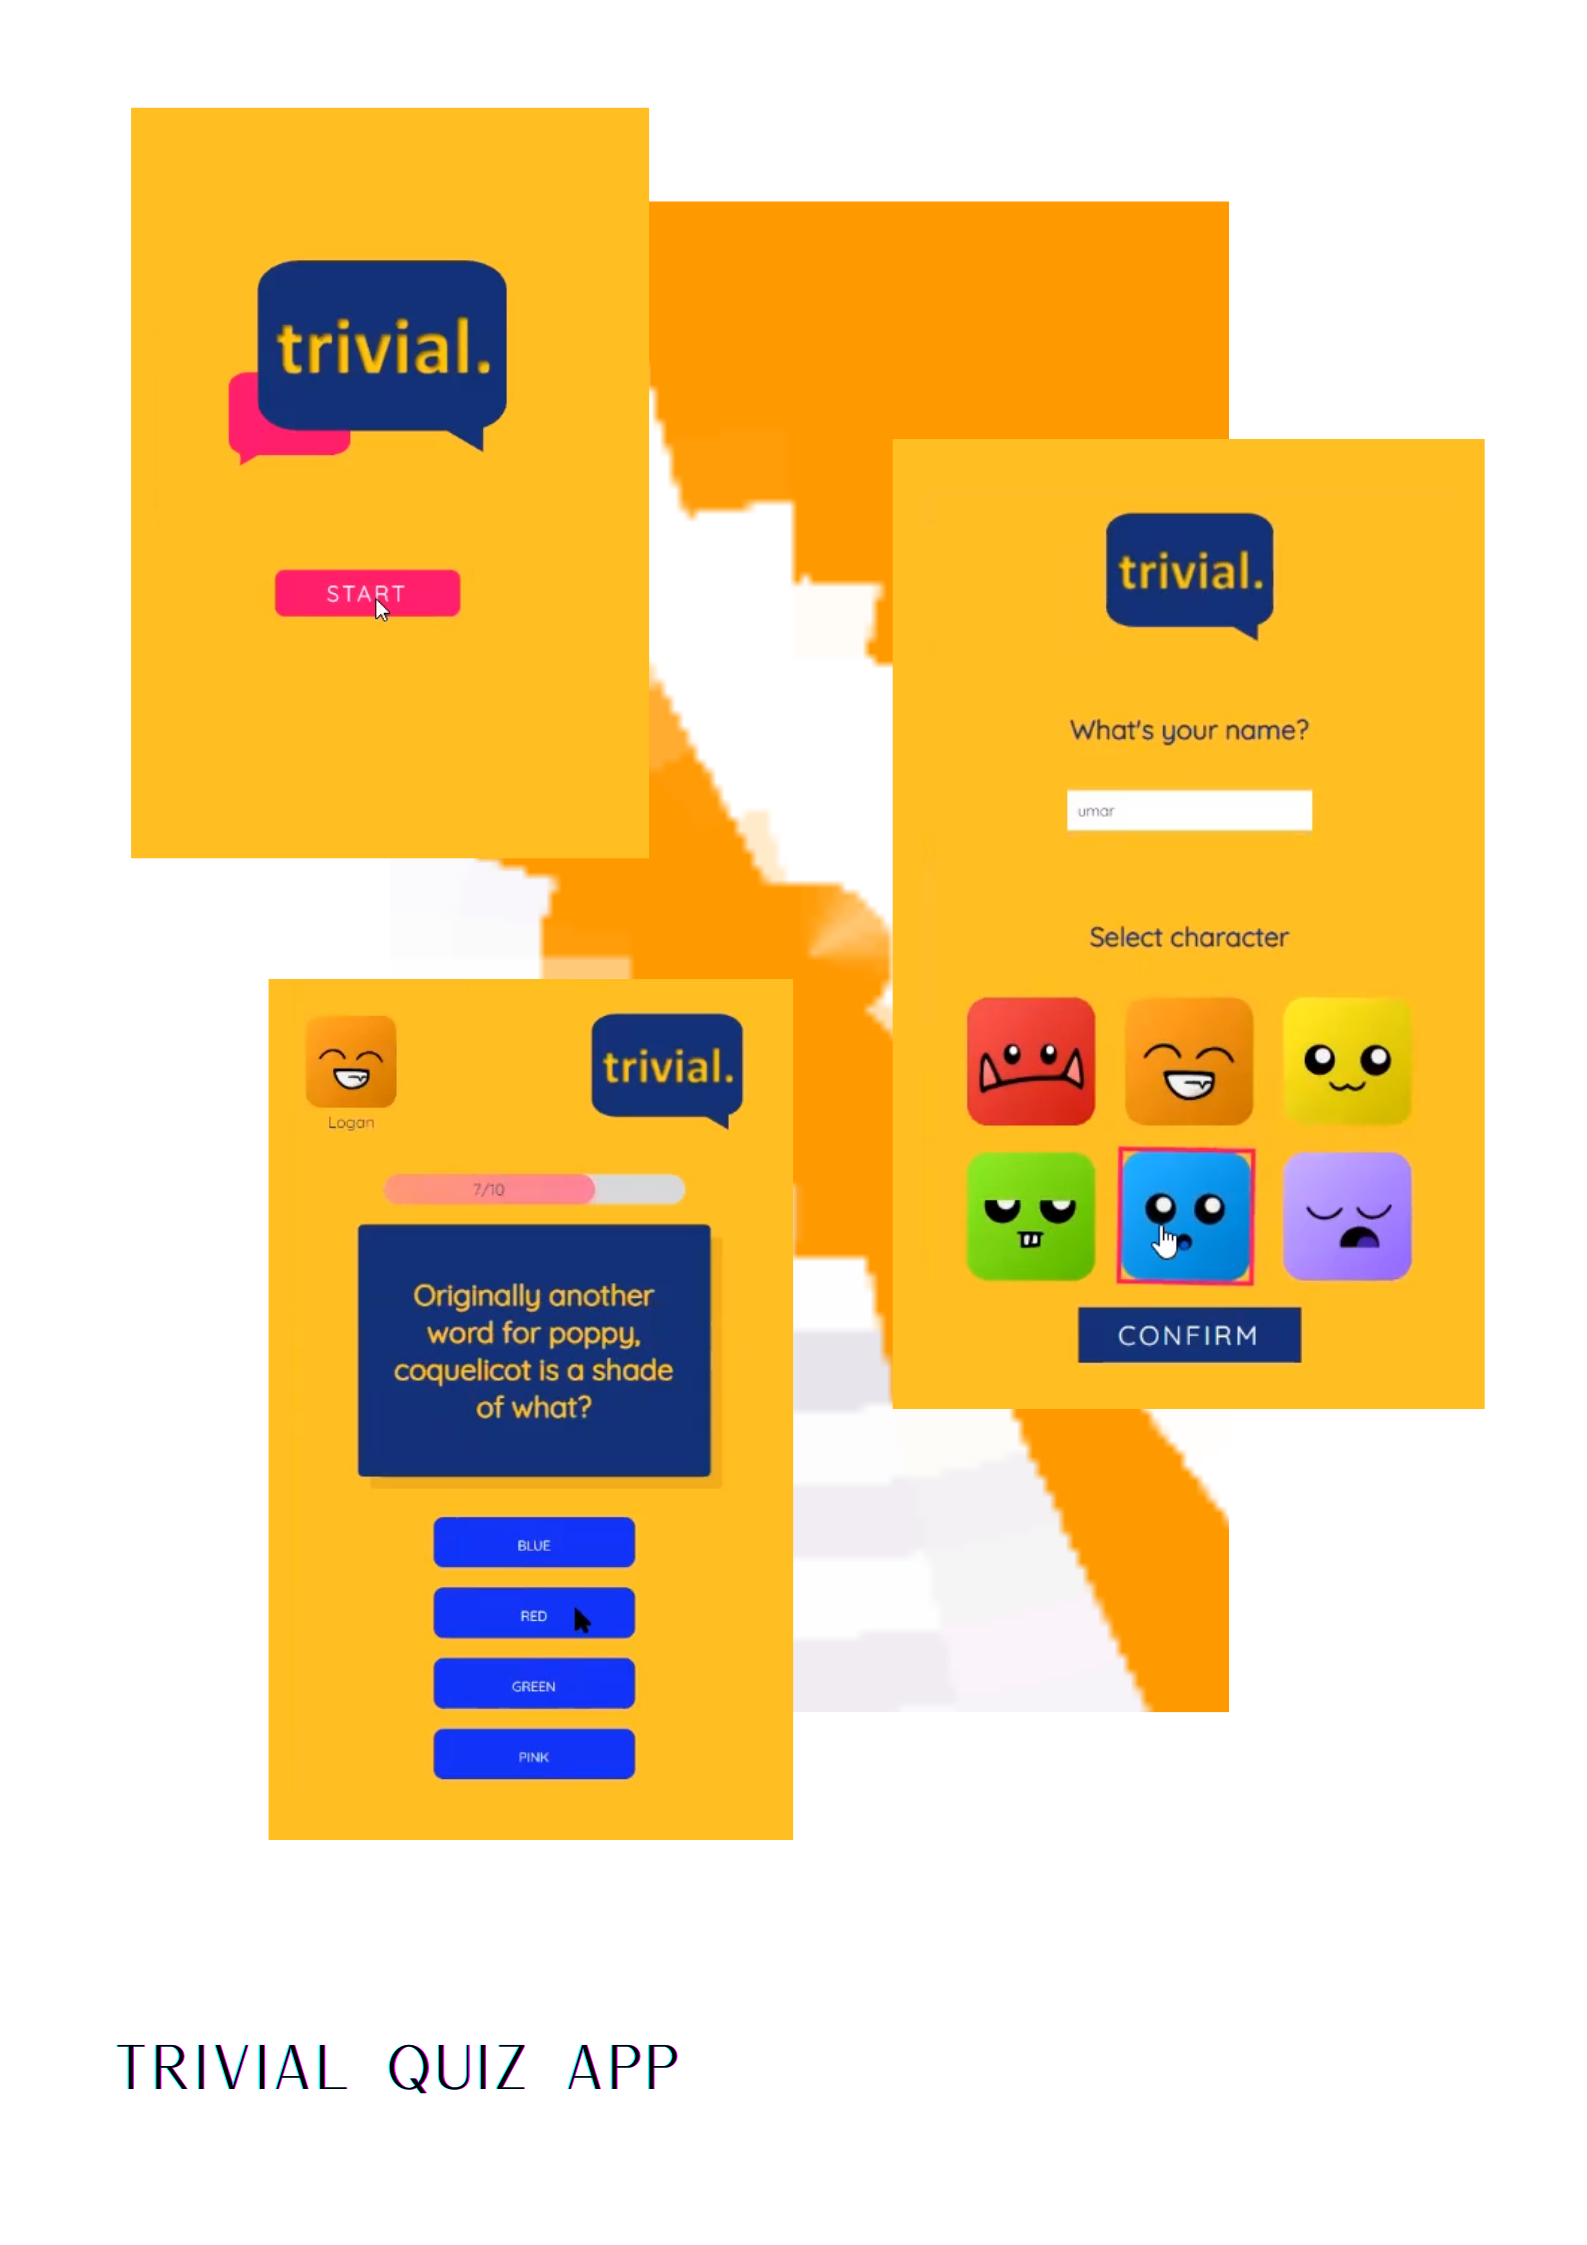 trivial.
START
trivial.
What's your name?
umar
Select character
CONFIRM
trivial.
Logan
7/10
Originally another
word for poppy,
coquelicot is a shade
of what?
BLUE
RED
GREEN
PINK
TRIVIAL QUIZ APP